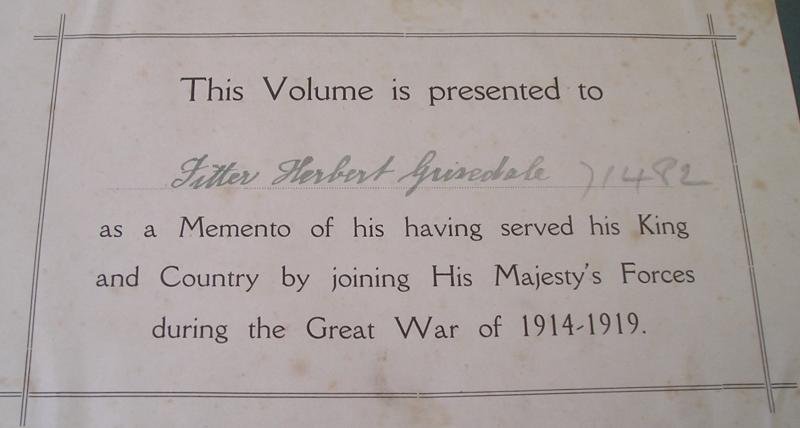 This Volume is presented to
Fitter Herbert Grisedale 71482
as a Memento of his having served his King
and Country by joining His Majesty's Forces
during the Great War of 1914-1919.